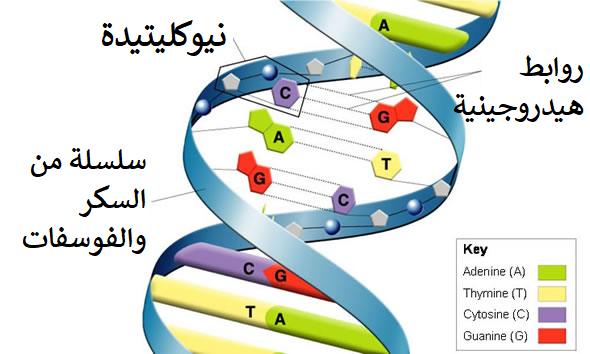 A
نيوكليتيدة
روابط
هيدروجينية
C
G
A
T
سلسلة من
السكر
والفوسفات
G
C
C G
T A
Key
Adenine (A)
Thymine (T)
Cytosine (C)
Guanine (G)